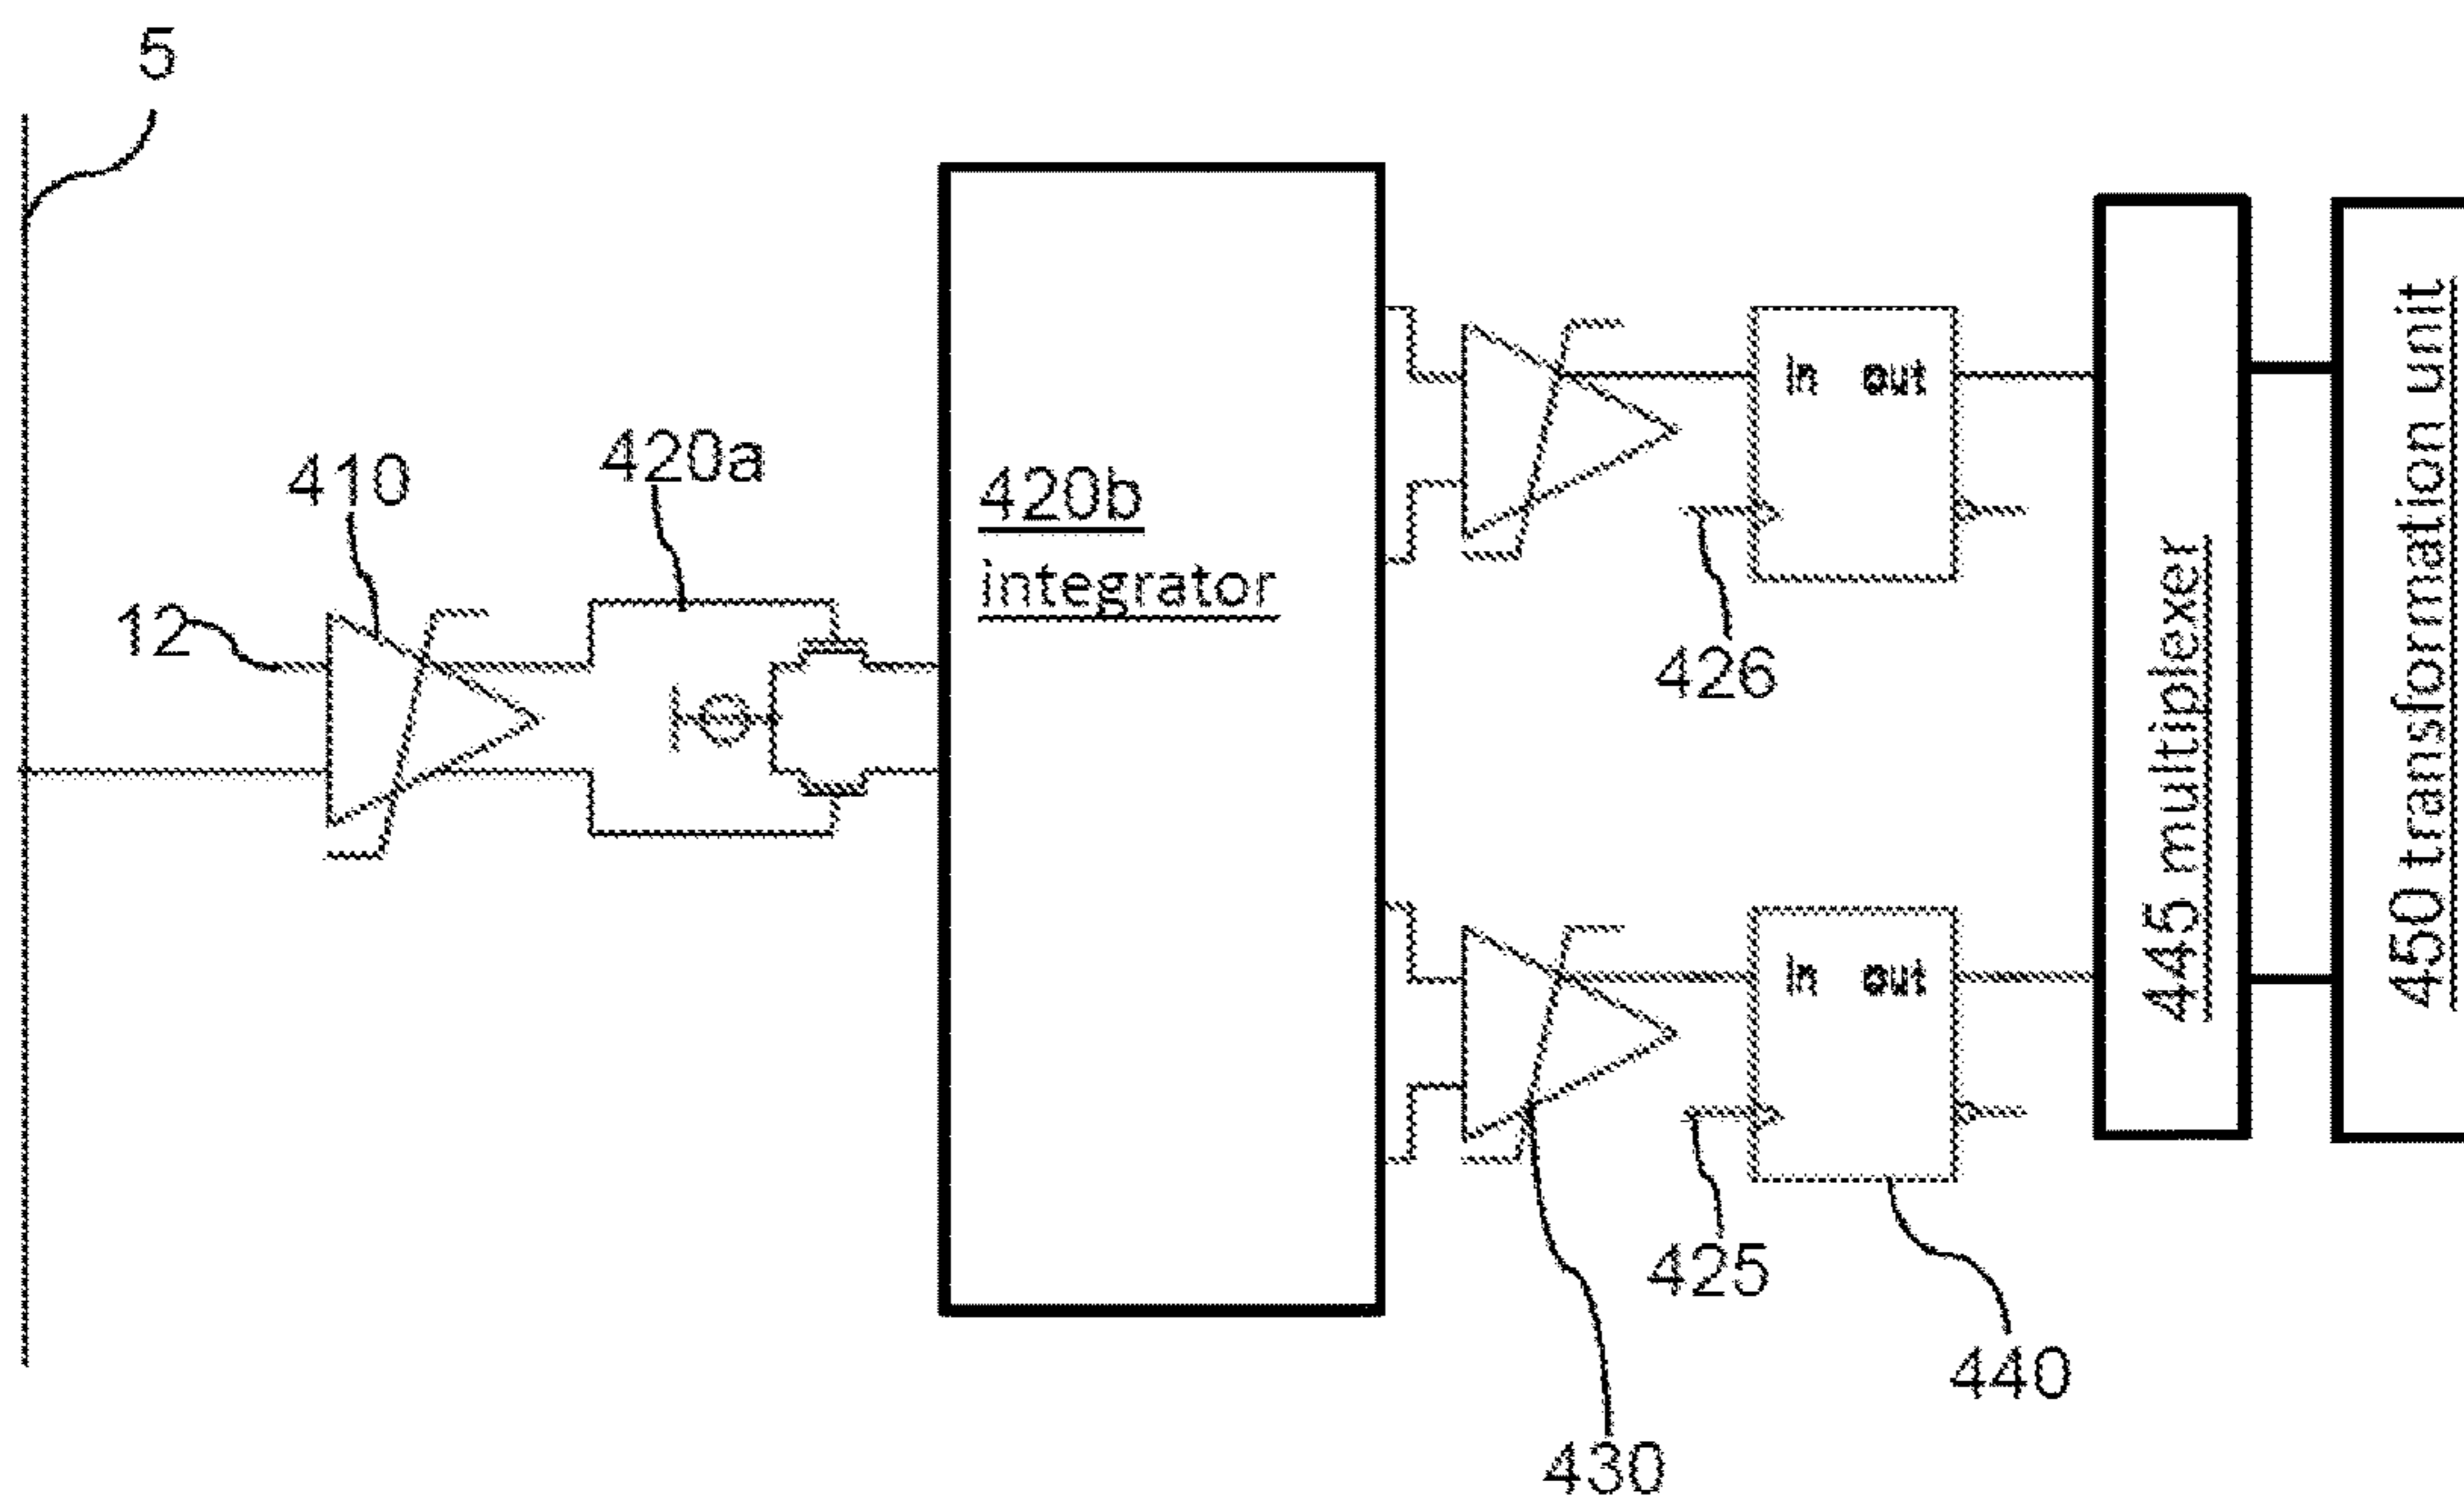 5
410
420a
12
420b
integrator
In out
426
In out
425
440
430
445 multiplexer
450 transformation unit